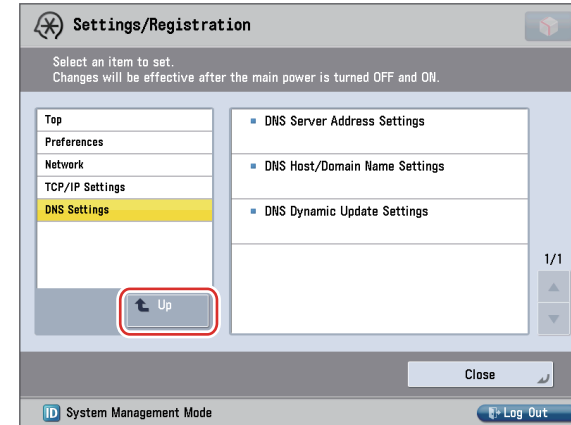 Settings/Registration
Select an item to set.
Changes will be effective after the main power is turned OFF and ON.
Top
Preferences
Network
TCP/IP Settings
DNS Settings
Up
DNS Server Address Settings
DNS Host/Domain Name Settings
DNS Dynamic Update Settings
1/1
Close
ID System Management Mode
Log Out